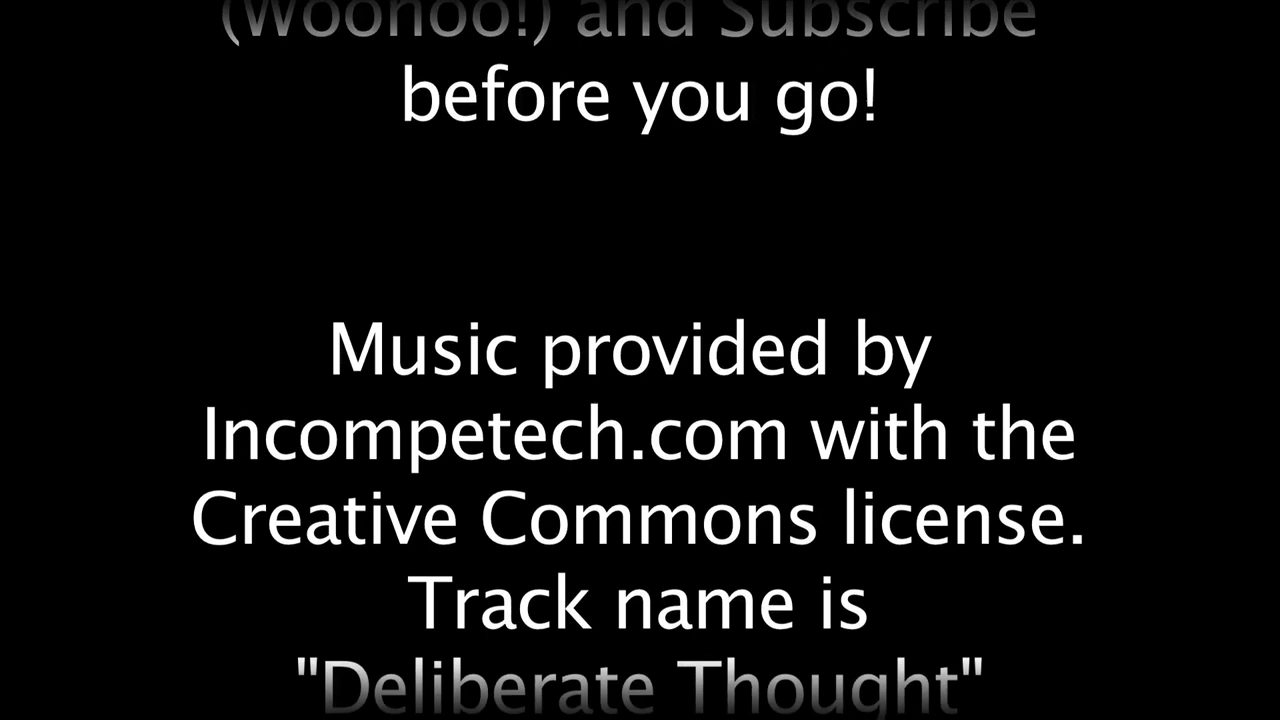 (Woohoo!) and Subscribe
before you go!
Music provided by
Incompetech.com with the
Creative Commons license.
Track name is
"Deliberate Thought"